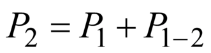 P₂ = P₁ + P₁₋₂